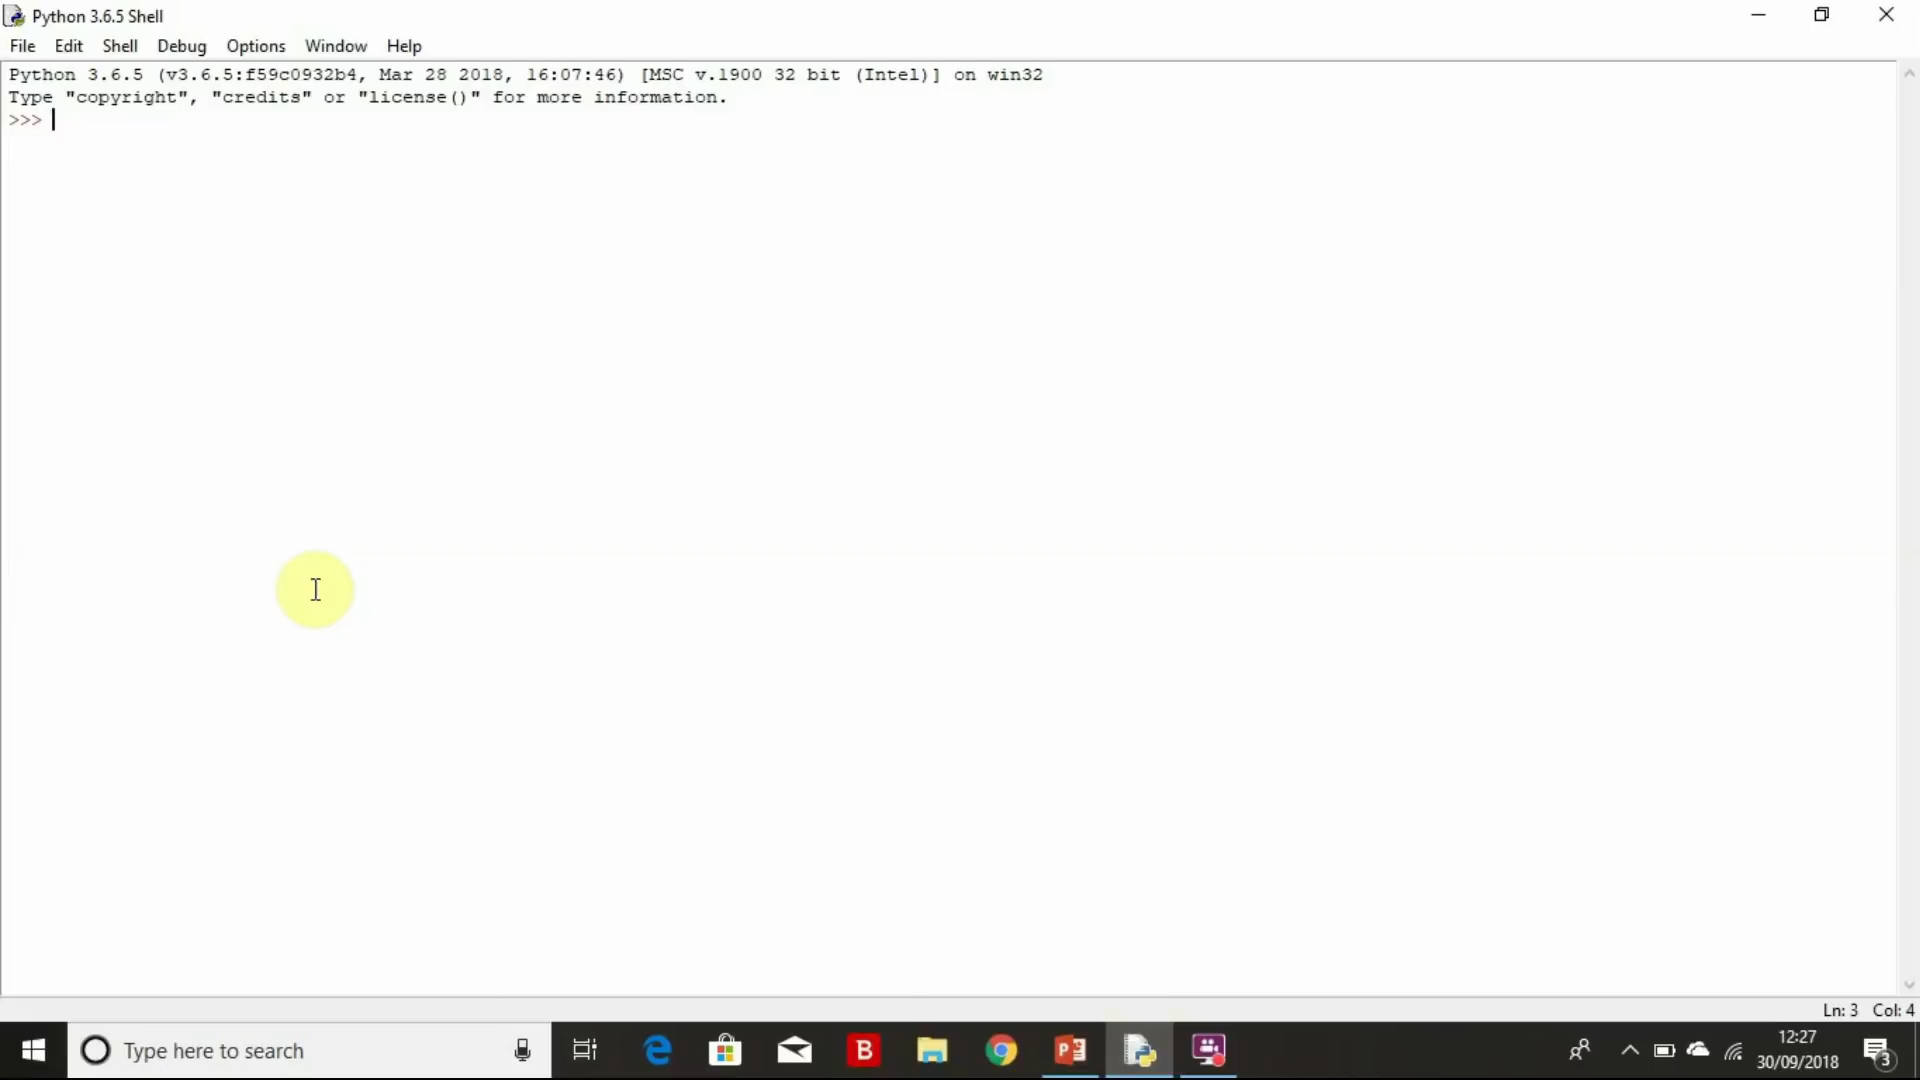 Python 3.6.5 Shell
File Edit Shell Debug Options Window Help
Python 3.6.5 (v3.6.5:f59c0932b4, Mar 28 2018, 16:07:46) [MSC v.1900 32 bit (Intel)] on win32
Type "copyright", "credits" or "license()" for more information.
>>>
Ln: 3 Col: 4
Type here to search
B
P
12:27
30/09/2018
3